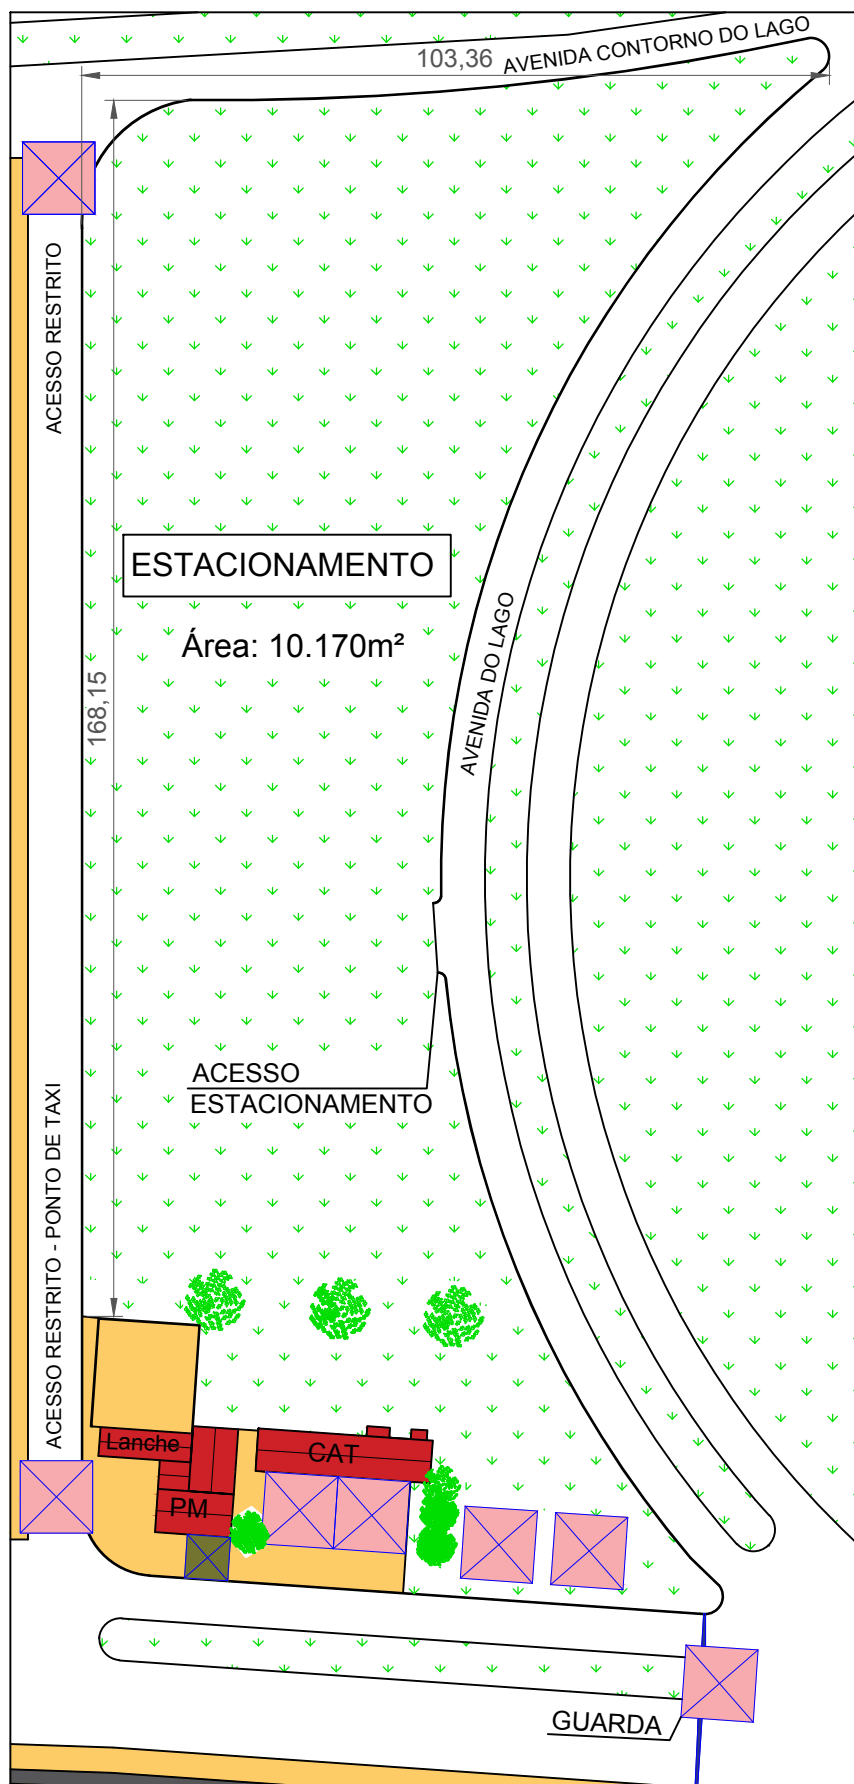 103,36
AVENIDA CONTORNO DO LAGO
ACESSO RESTRITO
ESTACIONAMENTO
Área: 10.170m²
168,15
AVENIDA DO LAGO
ACESSO
ESTACIONAMENTO
ACESSO RESTRITO - PONTO DE TAXI
Lanche
CAT
PM
GUARDA